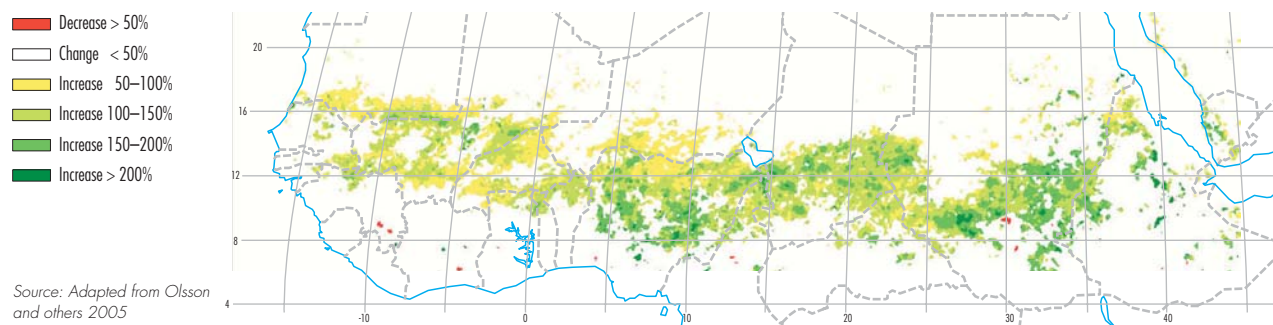 Decrease > 50%
Change < 50%
Increase 50–100%
Increase 100–150%
Increase 150–200%
Increase > 200%
Source: Adapted from Olsson
and others 2005
20
16
12
8
4
-10
0
10
20
30
40